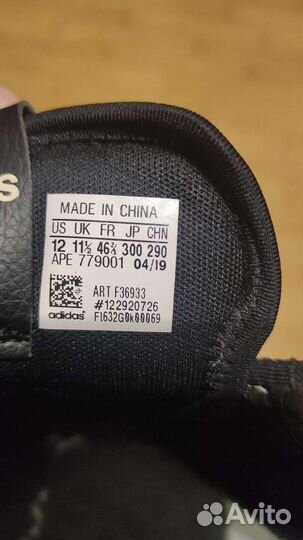 s
MADE IN CHINA
US UK FR JP CHN
12 11½ 46⅔ 300 290
APE 779001 04/19
ART F36933
#122920726
adidas
F1632G0k00069
Avito